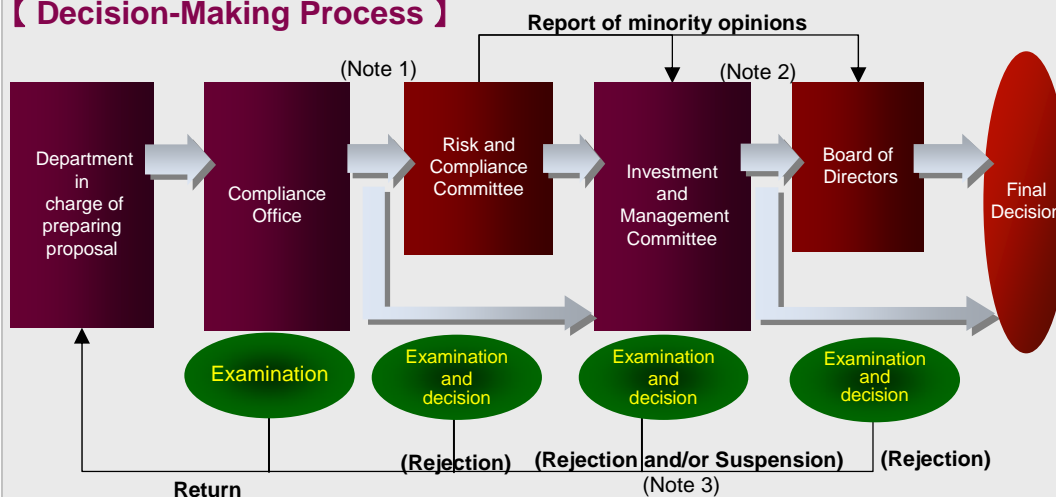 【 Decision-Making Process 】
Report of minority opinions
(Note 1)
(Note 2)
Department
in
charge of
preparing
proposal
Compliance
Office
Risk and
Compliance
Committee
Investment
and
Management
Committee
Board of
Directors
Final
Decision
Examination
Examination
and
decision
Examination
and
decision
Examination
and
decision
(Rejection)
(Rejection and/or Suspension)
(Rejection)
(Note 3)
Return